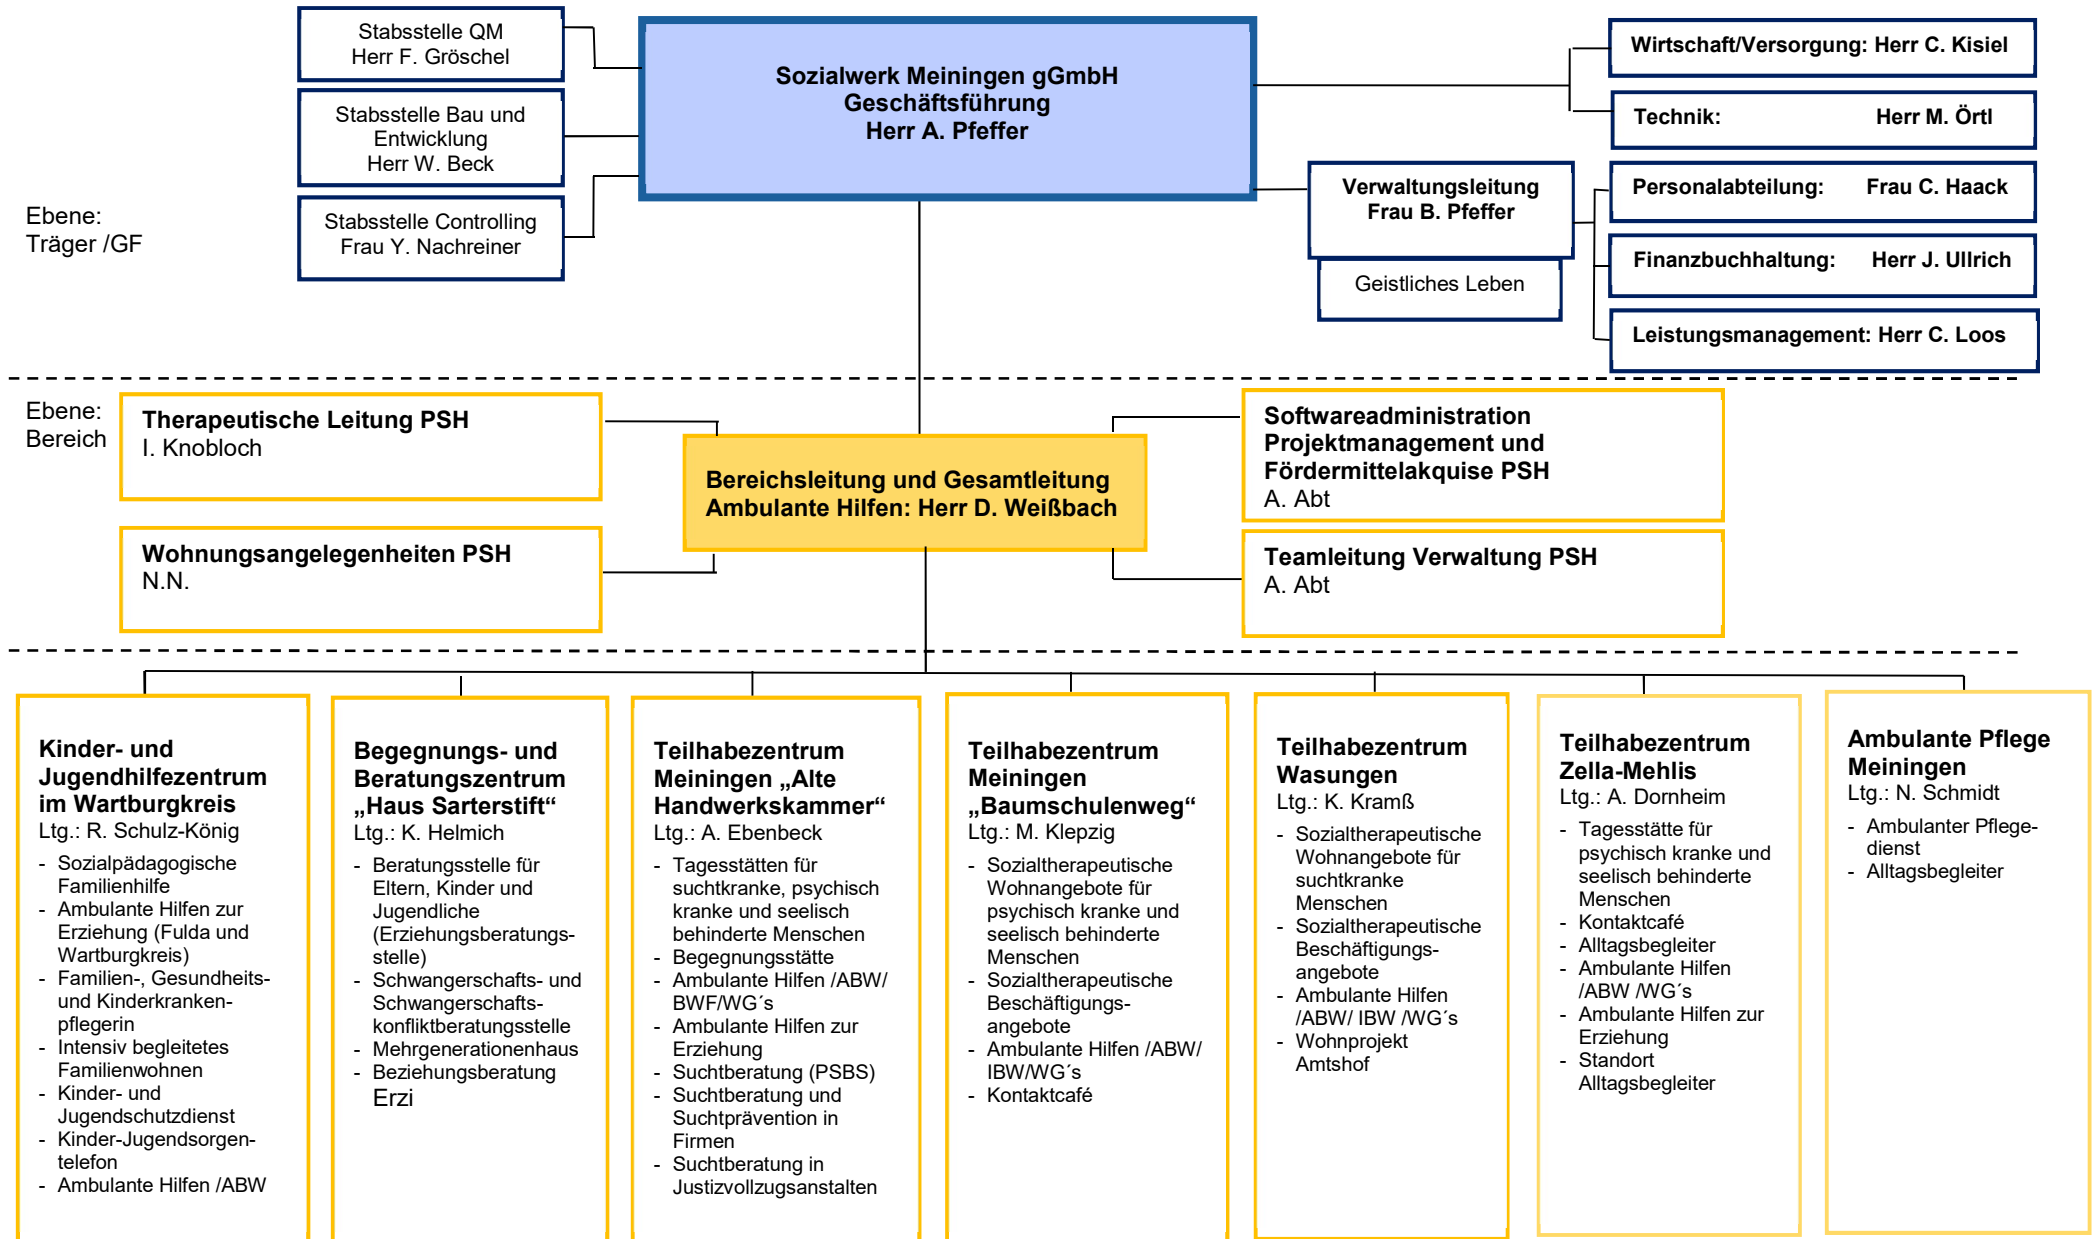 Stabsstelle QM
Herr F. Gröschel
Stabsstelle Bau und
Entwicklung
Herr W. Beck
Stabsstelle Controlling
Frau Y. Nachreiner
Ebene:
Träger /GF
Sozialwerk Meiningen gGmbH
Geschäftsführung
Herr A. Pfeffer
Wirtschaft/Versorgung: Herr C. Kisiel
Technik: Herr M. Örtl
Verwaltungsleitung
Frau B. Pfeffer
Geistliches Leben
Personalabteilung: Frau C. Haack
Finanzbuchhaltung: Herr J. Ullrich
Leistungsmanagement: Herr C. Loos
Ebene:
Bereich
Therapeutische Leitung PSH
I. Knobloch
Wohnungsangelegenheiten PSH
N.N.
Bereichsleitung und Gesamtleitung
Ambulante Hilfen: Herr D. Weißbach
Softwareadministration
Projektmanagement und
Fördermittelakquise PSH
A. Abt
Teamleitung Verwaltung PSH
A. Abt
Kinder- und
Jugendhilfezentrum
im Wartburgkreis
Ltg.: R. Schulz-König
- Sozialpädagogische
Familienhilfe
- Ambulante Hilfen zur
Erziehung (Fulda und
Wartburgkreis)
- Familien-, Gesundheits-
und Kinderkranken-
pflegerin
- Intensiv begleitetes
Familienwohnen
- Kinder- und
Jugendschutzdienst
- Kinder-Jugendsorgen-
telefon
- Ambulante Hilfen /ABW
Begegnungs- und
Beratungszentrum
„Haus Sarterstift“
Ltg.: K. Helmich
- Beratungsstelle für
Eltern, Kinder und
Jugendliche
(Erziehungsberatungs-
stelle)
- Schwangerschafts- und
Schwangerschafts-
konfliktberatungsstelle
- Mehrgenerationenhaus
- Beziehungsberatung
Erzi
Teilhabezentrum
Meiningen „Alte
Handwerkskammer“
Ltg.: A. Ebenbeck
- Tagesstätten für
suchtkranke, psychisch
kranke und seelisch
behinderte Menschen
- Begegnungsstätte
- Ambulante Hilfen /ABW/
BWF/WG´s
- Ambulante Hilfen zur
Erziehung
- Suchtberatung (PSBS)
- Suchtberatung und
Suchtprävention in
Firmen
- Suchtberatung in
Justizvollzugsanstalten
Teilhabezentrum
Meiningen
„Baumschulenweg“
Ltg.: M. Klepzig
- Sozialtherapeutische
Wohnangebote für
psychisch kranke und
seelisch behinderte
Menschen
- Sozialtherapeutische
Beschäftigungs-
angebote
- Ambulante Hilfen /ABW/
IBW/WG´s
- Kontaktcafé
Teilhabezentrum
Wasungen
Ltg.: K. Kramß
- Sozialtherapeutische
Wohnangebote für
suchtkranke
Menschen
- Sozialtherapeutische
Beschäftigungs-
angebote
- Ambulante Hilfen
/ABW/ IBW /WG´s
- Wohnprojekt
Amtshof
Teilhabezentrum
Zella-Mehlis
Ltg.: A. Dornheim
- Tagesstätte für
psychisch kranke und
seelisch behinderte
Menschen
- Kontaktcafé
- Alltagsbegleiter
- Ambulante Hilfen
/ABW /WG´s
- Ambulante Hilfen zur
Erziehung
- Standort
Alltagsbegleiter
Ambulante Pflege
Meiningen
Ltg.: N. Schmidt
- Ambulanter Pflege-
dienst
- Alltagsbegleiter